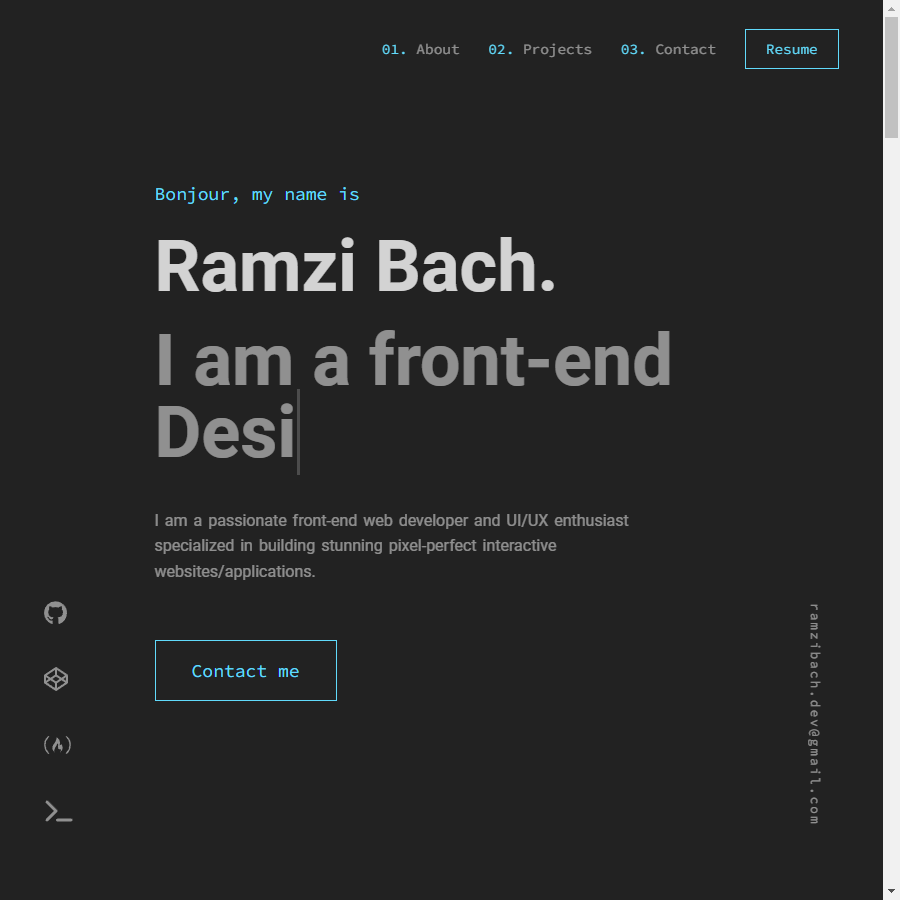 01. About 02. Projects 03. Contact Resume
Bonjour, my name is
Ramzi Bach.
I am a front-end
Desi
I am a passionate front-end web developer and UI/UX enthusiast
specialized in building stunning pixel-perfect interactive
websites/applications.
Contact me
ramzibach.dev@gmail.com